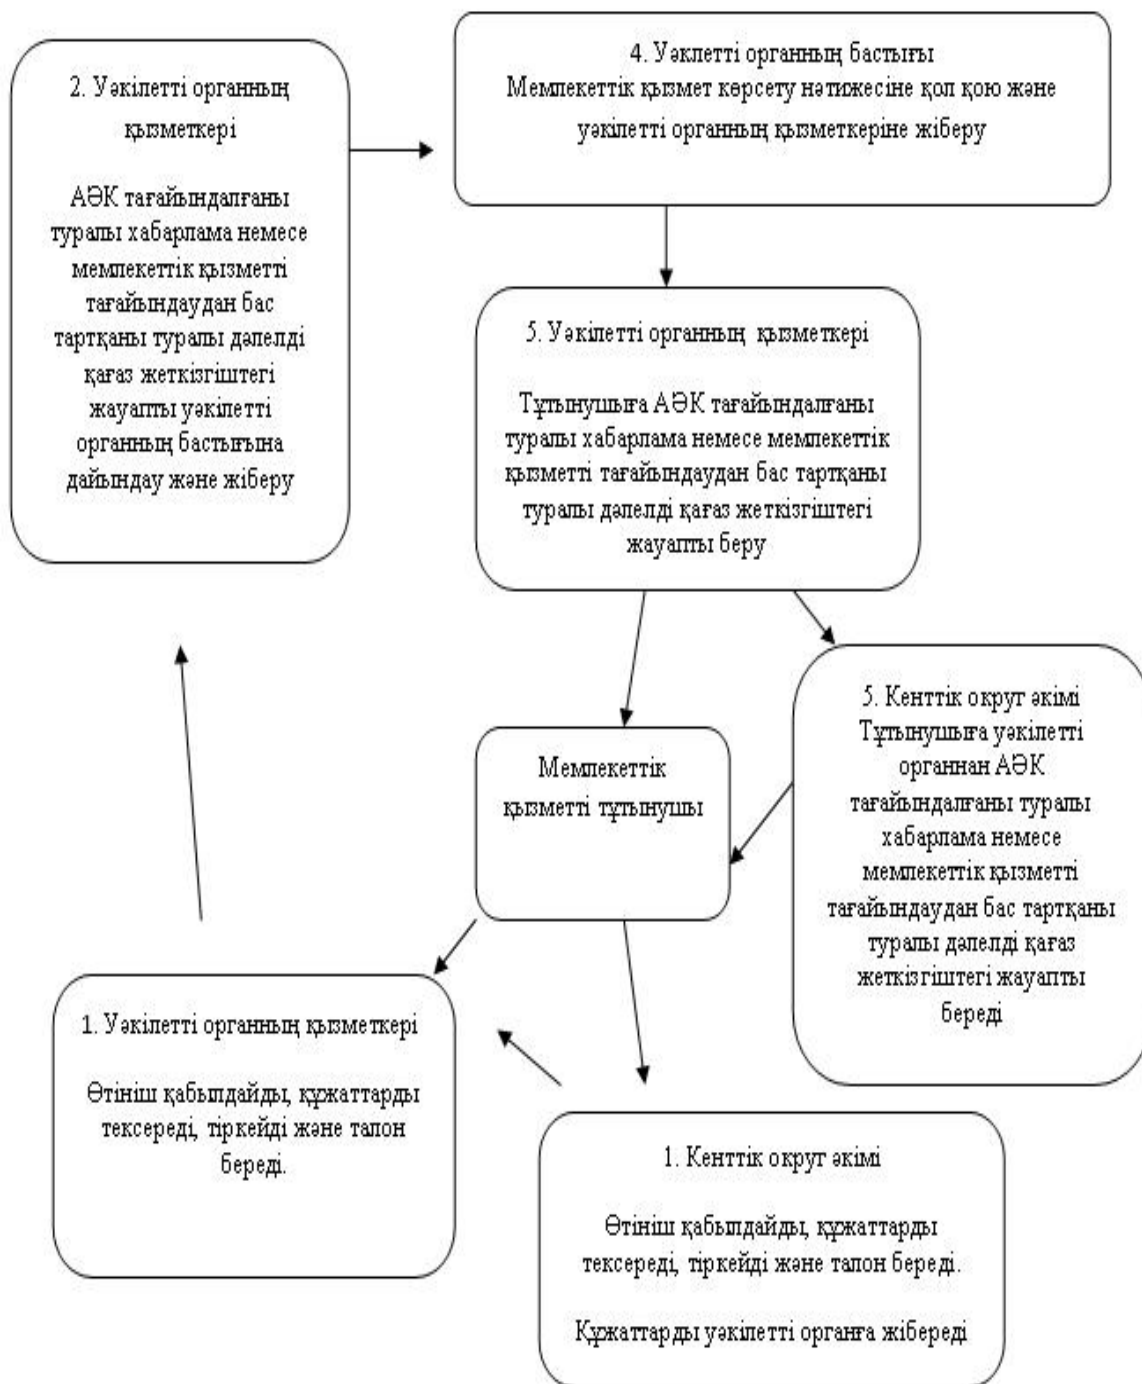 2. Уәкілетті органның
қызметкері
АӘК тағайындалғаны
туралы хабарлама немесе
мемлекеттік қызметті
тағайындаудан бас
тартқаны туралы дәлелді
қағаз жеткізгіштегі
жауапты уәкілетті
органның бастығына
дайындау және жіберу
4. Уәклетті органның бастығы
Мемлекеттік қызмет көрсету нәтижесіне қол қою және
уәкілетті органның қызметкеріне жіберу
5. Уәкілетті органның қызметкері
Тұтынушыға АӘК тағайындалғаны
туралы хабарлама немесе мемлекеттік
қызметті тағайындаудан бас тартқаны
туралы дәлелді қағаз жеткізгіштегі
жауапты беру
5. Кенттік округ әкімі
Тұтынушыға уәкілетті
органнан АӘК
тағайындалғаны туралы
хабарлама немесе
мемлекеттік қызметті
тағайындаудан бас тартқаны
туралы дәлелді қағаз
жеткізгіштегі жауапты
береді
Мемлекеттік
қызметті тұтынушы
1. Уәкілетті органның қызметкері
Өтініш қабылдайды, құжаттарды
тексереді, тіркейді және талон
береді.
1. Кенттік округ әкімі
Өтініш қабылдайды, құжаттарды
тексереді, тіркейді және талон береді.
Құжаттарды уәкілетті органға жібереді